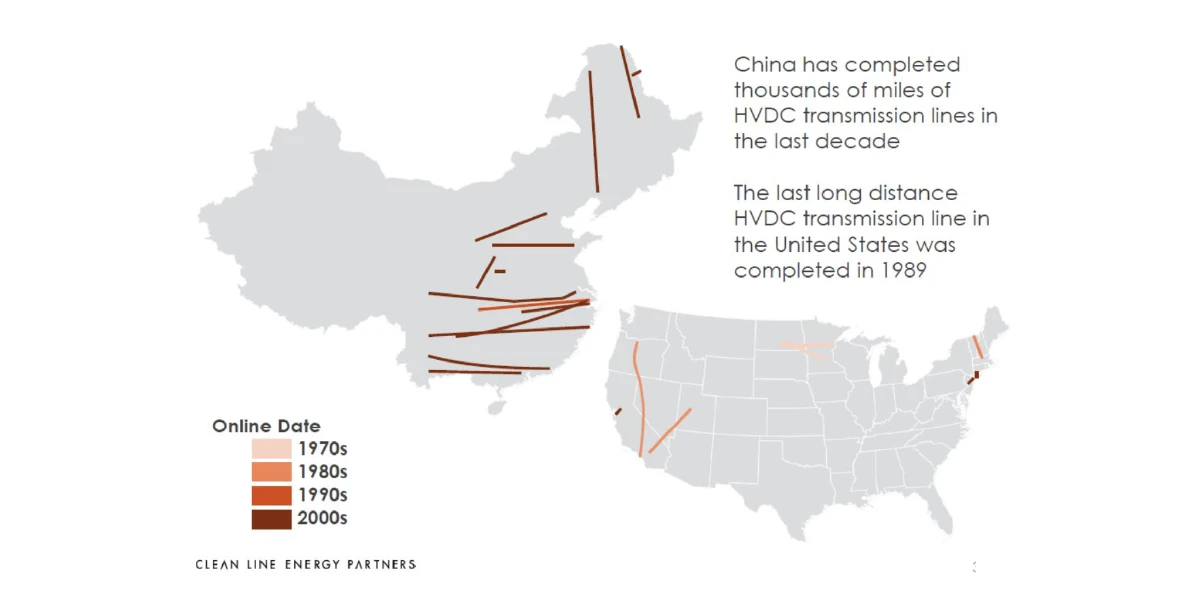 China has completed
thousands of miles of
HVDC transmission lines in
the last decade
The last long distance
HVDC transmission line in
the United States was
completed in 1989
Online Date
1970s
1980s
1990s
2000s
CLEAN LINE ENERGY PARTNERS